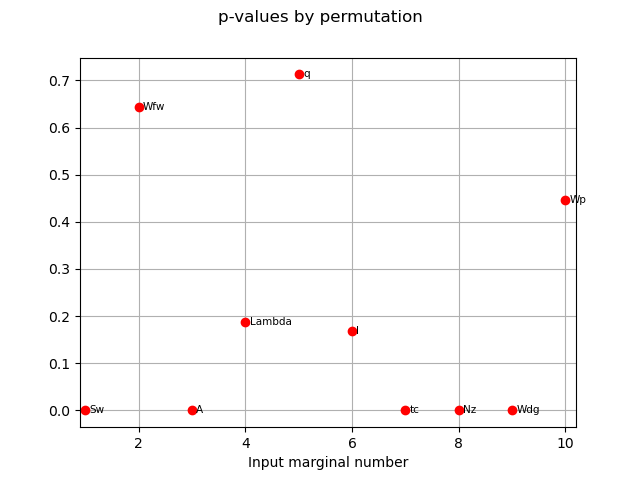 p-values by permutation
0.7
q
Wfw
0.6
0.5
Wp
0.4
0.3
0.2
Lambda
l
0.1
0.0
Sw
A
tc
Nz
Wdg
2
4
6
8
10
Input marginal number